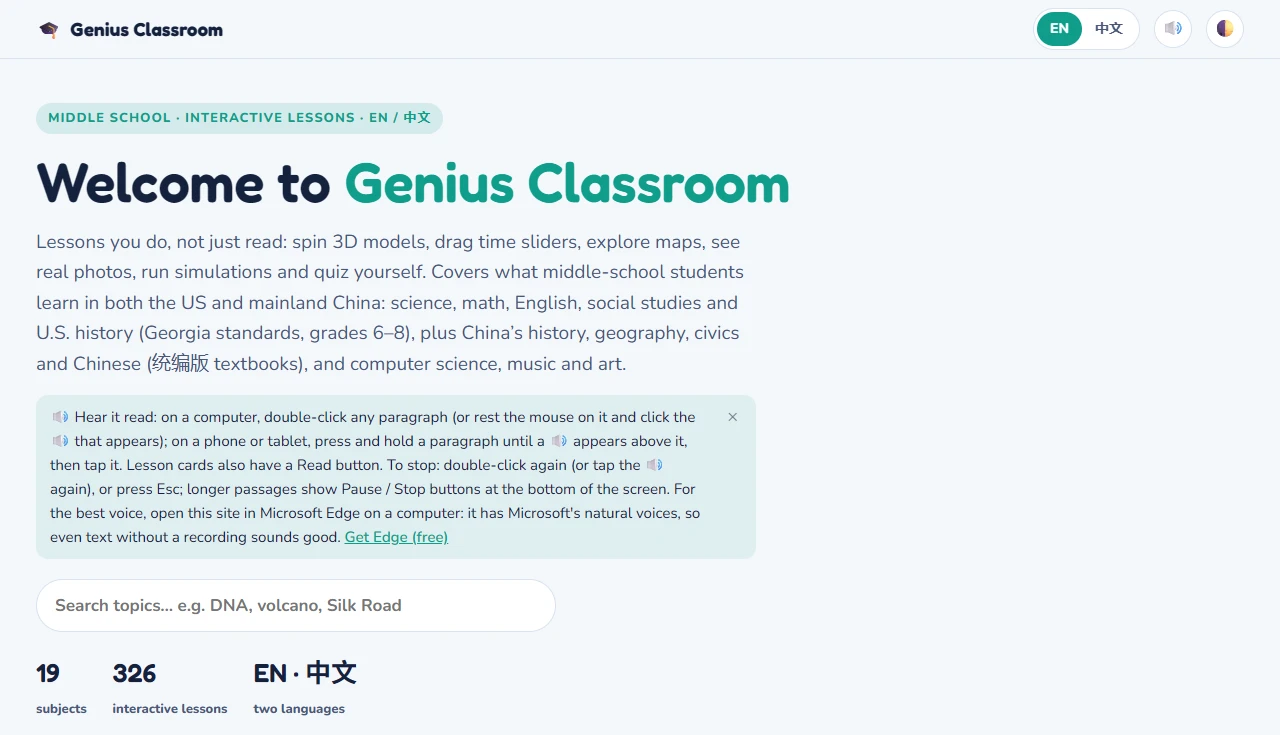 Genius Classroom
EN 中文
MIDDLE SCHOOL · INTERACTIVE LESSONS · EN / 中文
Welcome to Genius Classroom
Lessons you do, not just read: spin 3D models, drag time sliders, explore maps, see
real photos, run simulations and quiz yourself. Covers what middle-school students
learn in both the US and mainland China: science, math, English, social studies and
U.S. history (Georgia standards, grades 6–8), plus China’s history, geography, civics
and Chinese (统编版 textbooks), and computer science, music and art.
Hear it read: on a computer, double-click any paragraph (or rest the mouse on it and click the
that appears); on a phone or tablet, press and hold a paragraph until a appears above it,
then tap it. Lesson cards also have a Read button. To stop: double-click again (or tap the
again), or press Esc; longer passages show Pause / Stop buttons at the bottom of the screen. For
the best voice, open this site in Microsoft Edge on a computer: it has Microsoft's natural voices, so
even text without a recording sounds good. Get Edge (free)
Search topics... e.g. DNA, volcano, Silk Road
19 326 EN · 中文
subjects interactive lessons two languages